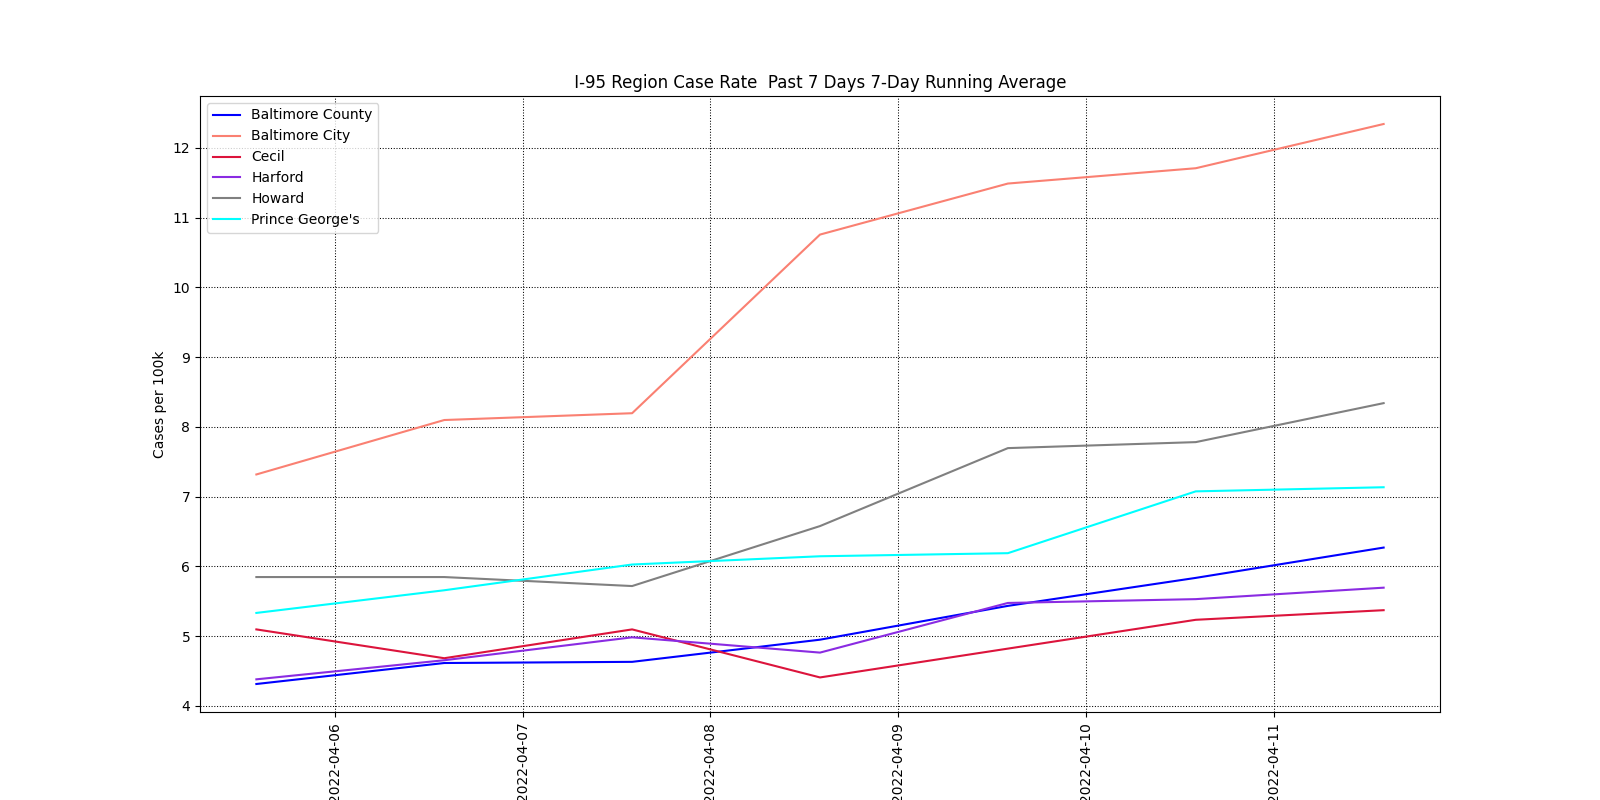 I-95 Region Case Rate  Past 7 Days 7-Day Running Average
Baltimore County
Baltimore City
Cecil
Harford
Howard
Prince George's
Cases per 100k
12
11
10
9
8
7
6
5
4
2022-04-06
2022-04-07
2022-04-08
2022-04-09
2022-04-10
2022-04-11